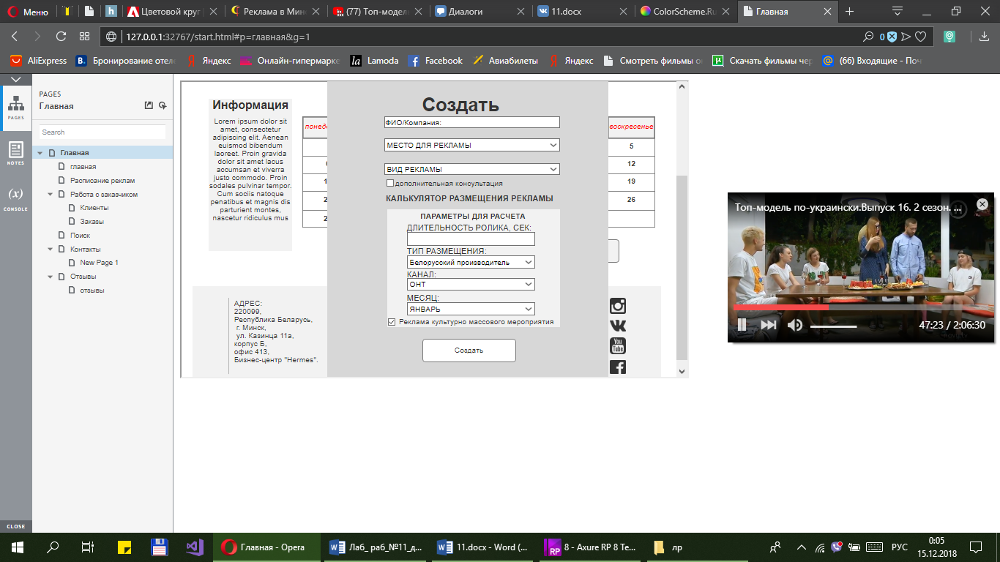 Меню
Цветовой круг
Реклама в Мин
(77) Топ-модель
Диалоги
11.docx
ColorScheme.Ru
Главная
127.0.0.1:32767/start.html#p=главная&g=1
0
AliExpress
Бронирование отеле
Яндекс
Онлайн-гипермарке
Lamoda
Facebook
Авиабилеты
Яндекс
Смотреть фильмы о
Скачать фильмы чер
(66) Входящие - Поч
PAGES
NOTES
(x)
CONSOLE
CLOSE
PAGES
Главная
Search
Главная
главная
Расписание реклам
Работа с заказчиком
Клиенты
Заказы
Поиск
Контакты
New Page 1
Отзывы
отзывы
Информация
Lorem ipsum dolor sit
amet, consectetur
adipiscing elit. Aenean
euismod bibendum
laoreet. Proin gravida
dolor sit amet lacus
accumsan et viverra
justo commodo. Proin
sodales pulvinar tempor.
Cum sociis natoque
penatibus et magnis dis
parturient montes,
nascetur ridiculus mus
понеде
1
2
2
Создать
ФИО/Компания:
МЕСТО ДЛЯ РЕКЛАМЫ
ВИД РЕКЛАМЫ
дополнительная консультация
КАЛЬКУЛЯТОР РАЗМЕЩЕНИЯ РЕКЛАМЫ
ПАРАМЕТРЫ ДЛЯ РАСЧЕТА
ДЛИТЕЛЬНОСТЬ РОЛИКА, СЕК:
ТИП РАЗМЕЩЕНИЯ:
Белорусский производитель
КАНАЛ:
ОНТ
МЕСЯЦ:
ЯНВАРЬ
Реклама культурно массового мероприятия
Создать
воскресенье
5
12
19
26
АДРЕС:
220099,
Республика Беларусь,
г. Минск,
ул. Казинца 11а,
корпус Б,
офис 413,
Бизнес-центр "Hermes".
You
Tube
Топ-модель по-украински.Выпуск 16. 2 сезон. ...
47:23 / 2:06:30
Главная - Opera
Лаб_ раб_№11_д...
11.docx - Word (...
RP
8 - Axure RP 8 Te...
лр
РУС
0:05
15.12.2018